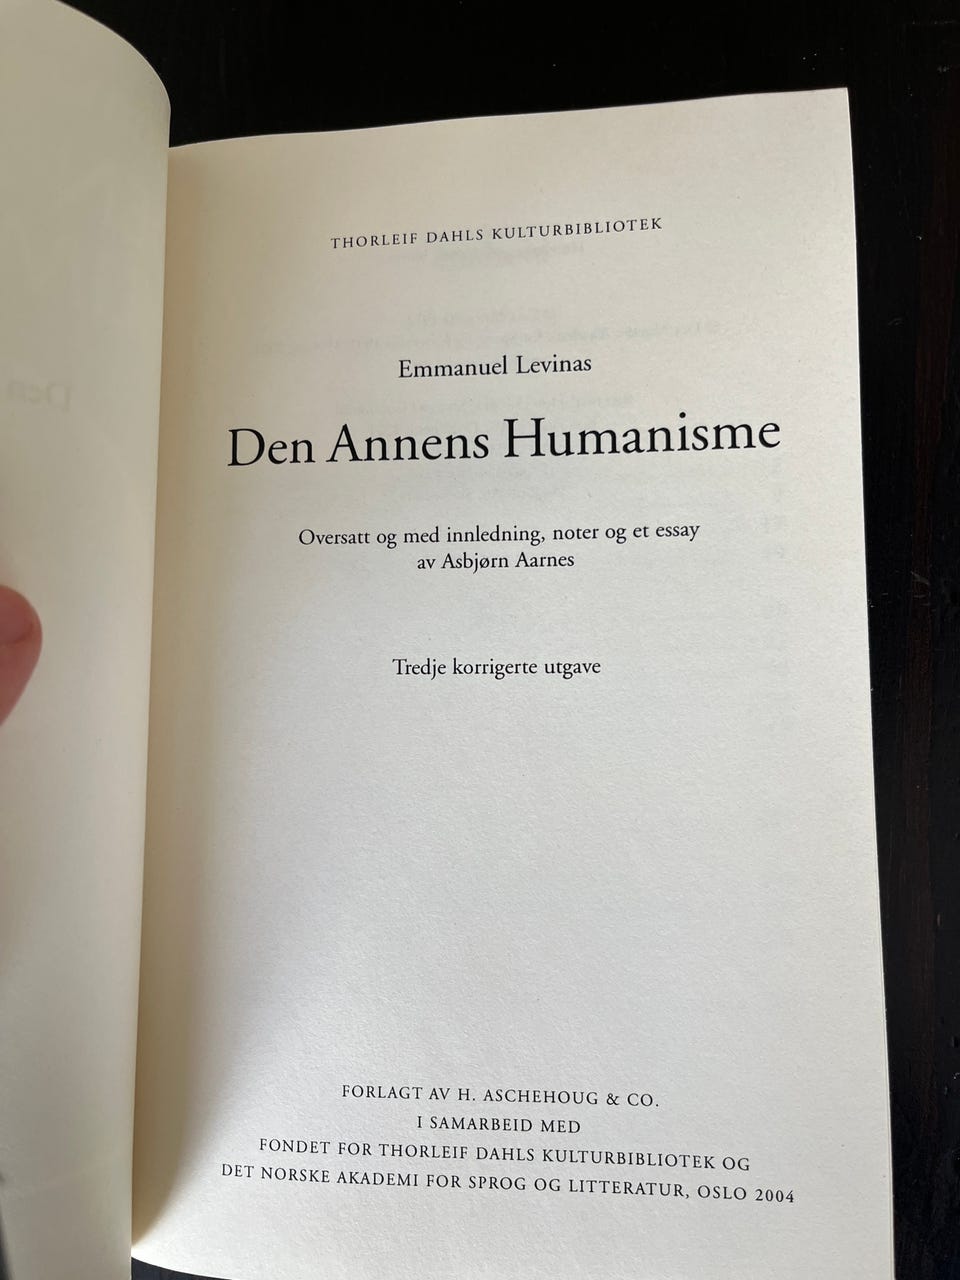 THORLEIF DAHLS KULTURBIBLIOTEK
Emmanuel Levinas
Den Annens Humanisme
Oversatt og med innledning, noter og et essay
av Asbjørn Aarnes
Tredje korrigerte utgave
FORLAGT AV H. ASCHEHOUG & CO.
I SAMARBEID MED
FONDET FOR THORLEIF DAHLS KULTURBIBLIOTEK OG
DET NORSKE AKADEMI FOR SPROG OG LITTERATUR, OSLO 2004